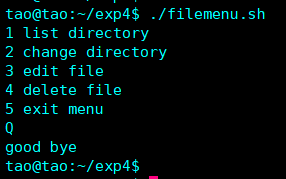 tao@tao:~/exp4$ ./filemenu.sh
1 list directory
2 change directory
3 edit file
4 delete file
5 exit menu
Q
good bye
tao@tao:~/exp4$